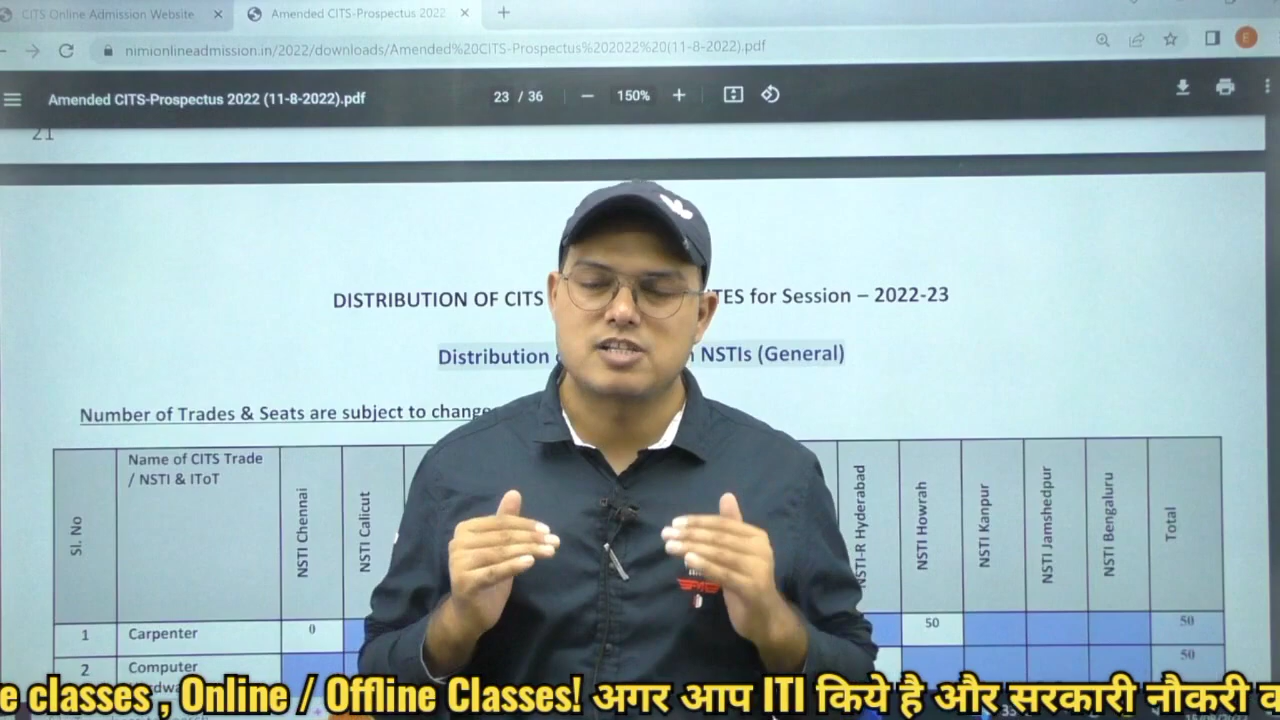 CITS Online Admission Website
Amended CITS-Prospectus 2022
nimionlineadmission.in/2022/downloads/Amended%20CITS-Prospectus%202022%20(11-8-2022).pdf
E
Amended CITS-Prospectus 2022 (11-8-2022).pdf
23 / 36
150%
21
DISTRIBUTION OF CITS TES for Session – 2022-23
Distribution NSTIs (General)
Number of Trades & Seats are subject to change
Sl. No
Name of CITS Trade
/ NSTI & IToT
NSTI Chennai
NSTI Calicut
NSTI-R Hyderabad
NSTI Howrah
NSTI Kanpur
NSTI Jamshedpur
NSTI Bengaluru
Total
1 Carpenter 0 50 50
2 Computer 50
e classes , Online / Offline Classes! अगर आप ITI किये है और सरकारी नौकरी